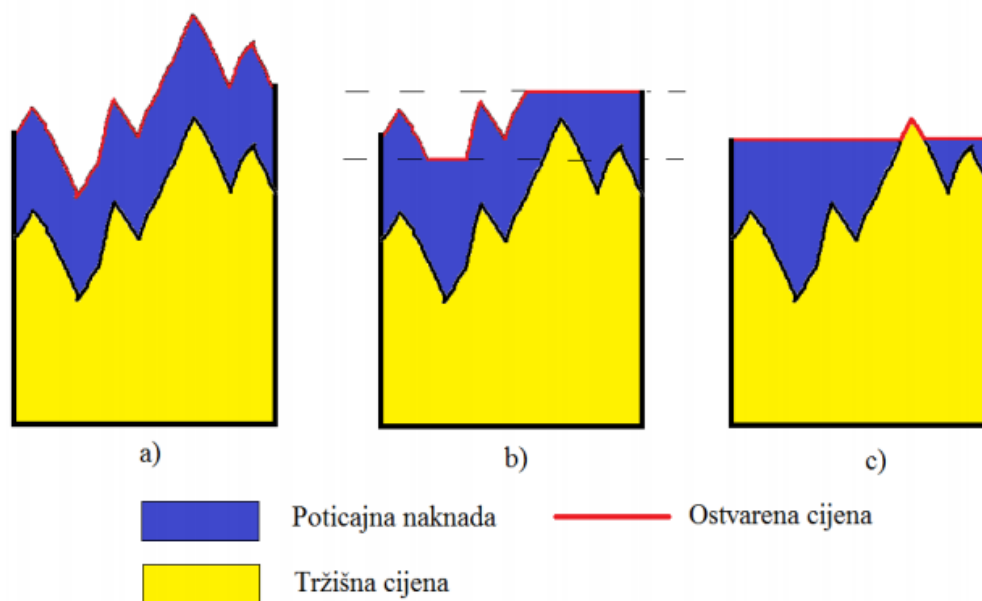 a)
b)
c)
Poticajna naknada
Ostvarena cijena
Tržišna cijena